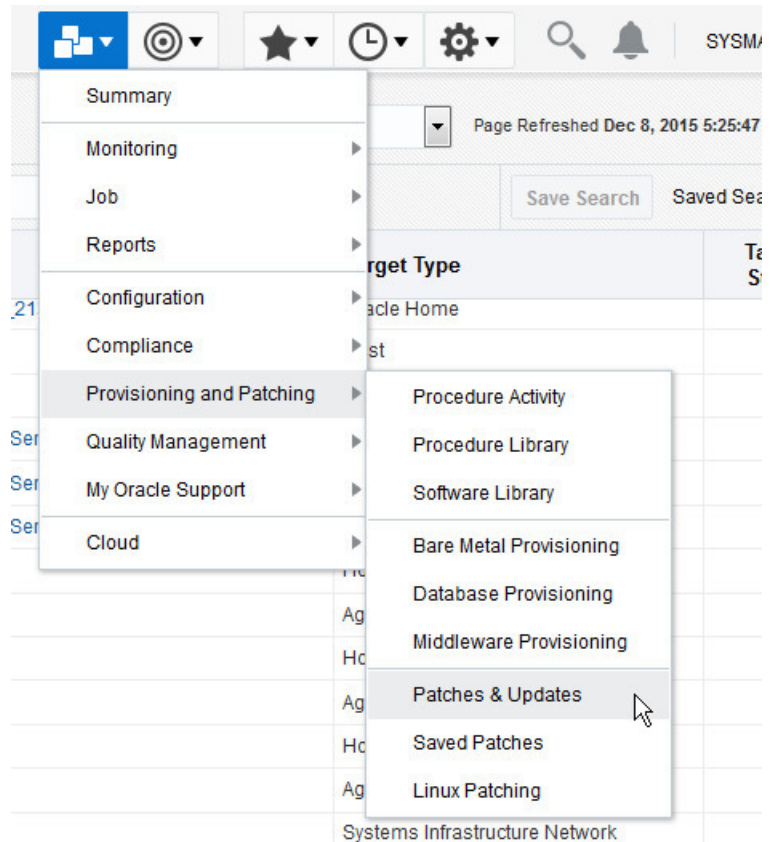 SYSMA
Page Refreshed Dec 8, 2015 5:25:47
Save Search
Saved Sea
Summary
Monitoring
Job
Reports
Configuration
Compliance
Provisioning and Patching
Quality Management
My Oracle Support
Cloud
rget Type
Ta
S
_21
acle Home
st
Ser
Ser
Ser
Procedure Activity
Procedure Library
Software Library
Bare Metal Provisioning
Database Provisioning
Middleware Provisioning
Patches & Updates
Saved Patches
Linux Patching
Ag
Ho
Ag
Ho
Ag
Systems Infrastructure Network